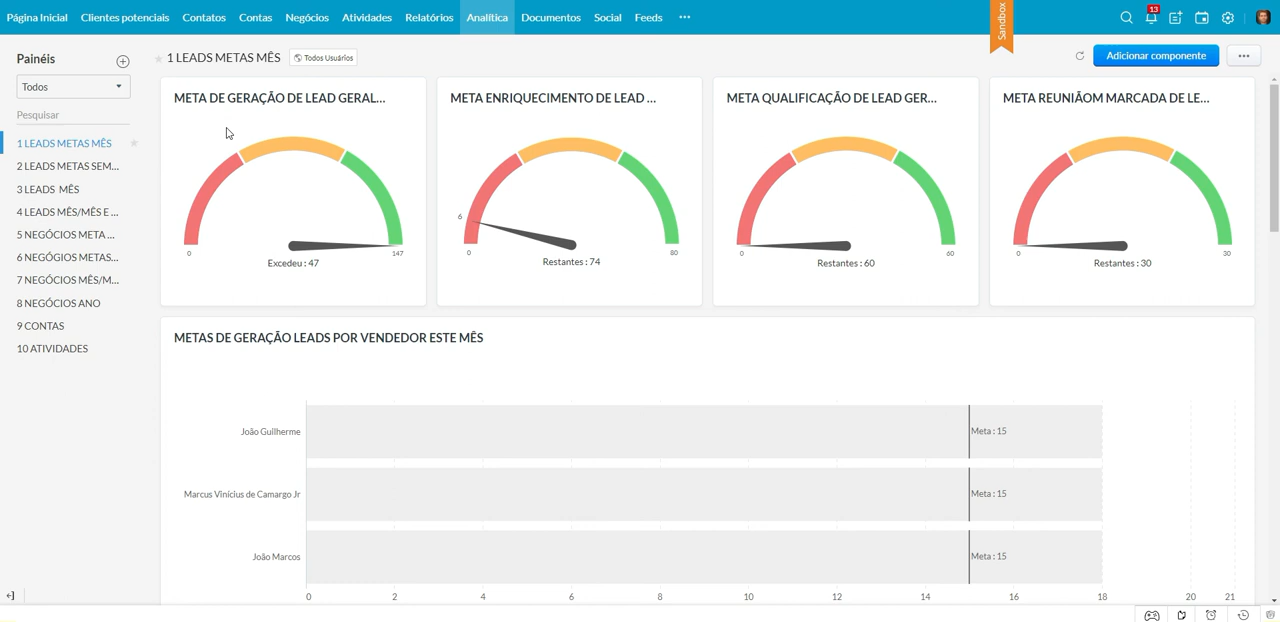 Página Inicial Clientes potenciais Contatos Contas Negócios Atividades Relatórios Analítica Documentos Social Feeds ...
Sandbox
13
Painéis
Todos
Pesquisar
1 LEADS METAS MÊS
2 LEADS METAS SEM...
3 LEADS MÊS
4 LEADS MÊS/MÊS E ...
5 NEGÓCIOS META ...
6 NEGÓGIOS METAS...
7 NEGÓCIOS MÊS/M...
8 NEGÓCIOS ANO
9 CONTAS
10 ATIVIDADES
1 LEADS METAS MÊS Todos Usuários
Adicionar componente ...
META DE GERAÇÃO DE LEAD GERAL...
0 147
Excedeu : 47
META ENRIQUECIMENTO DE LEAD ...
6
0 80
Restantes : 74
META QUALIFICAÇÃO DE LEAD GER...
0 60
Restantes : 60
META REUNIÃOM MARCADA DE LE...
0 30
Restantes : 30
METAS DE GERAÇÃO LEADS POR VENDEDOR ESTE MÊS
João Guilherme Meta : 15
Marcus Vinícius de Camargo Jr Meta : 15
João Marcos Meta : 15
0 2 4 6 8 10 12 14 16 18 20 21